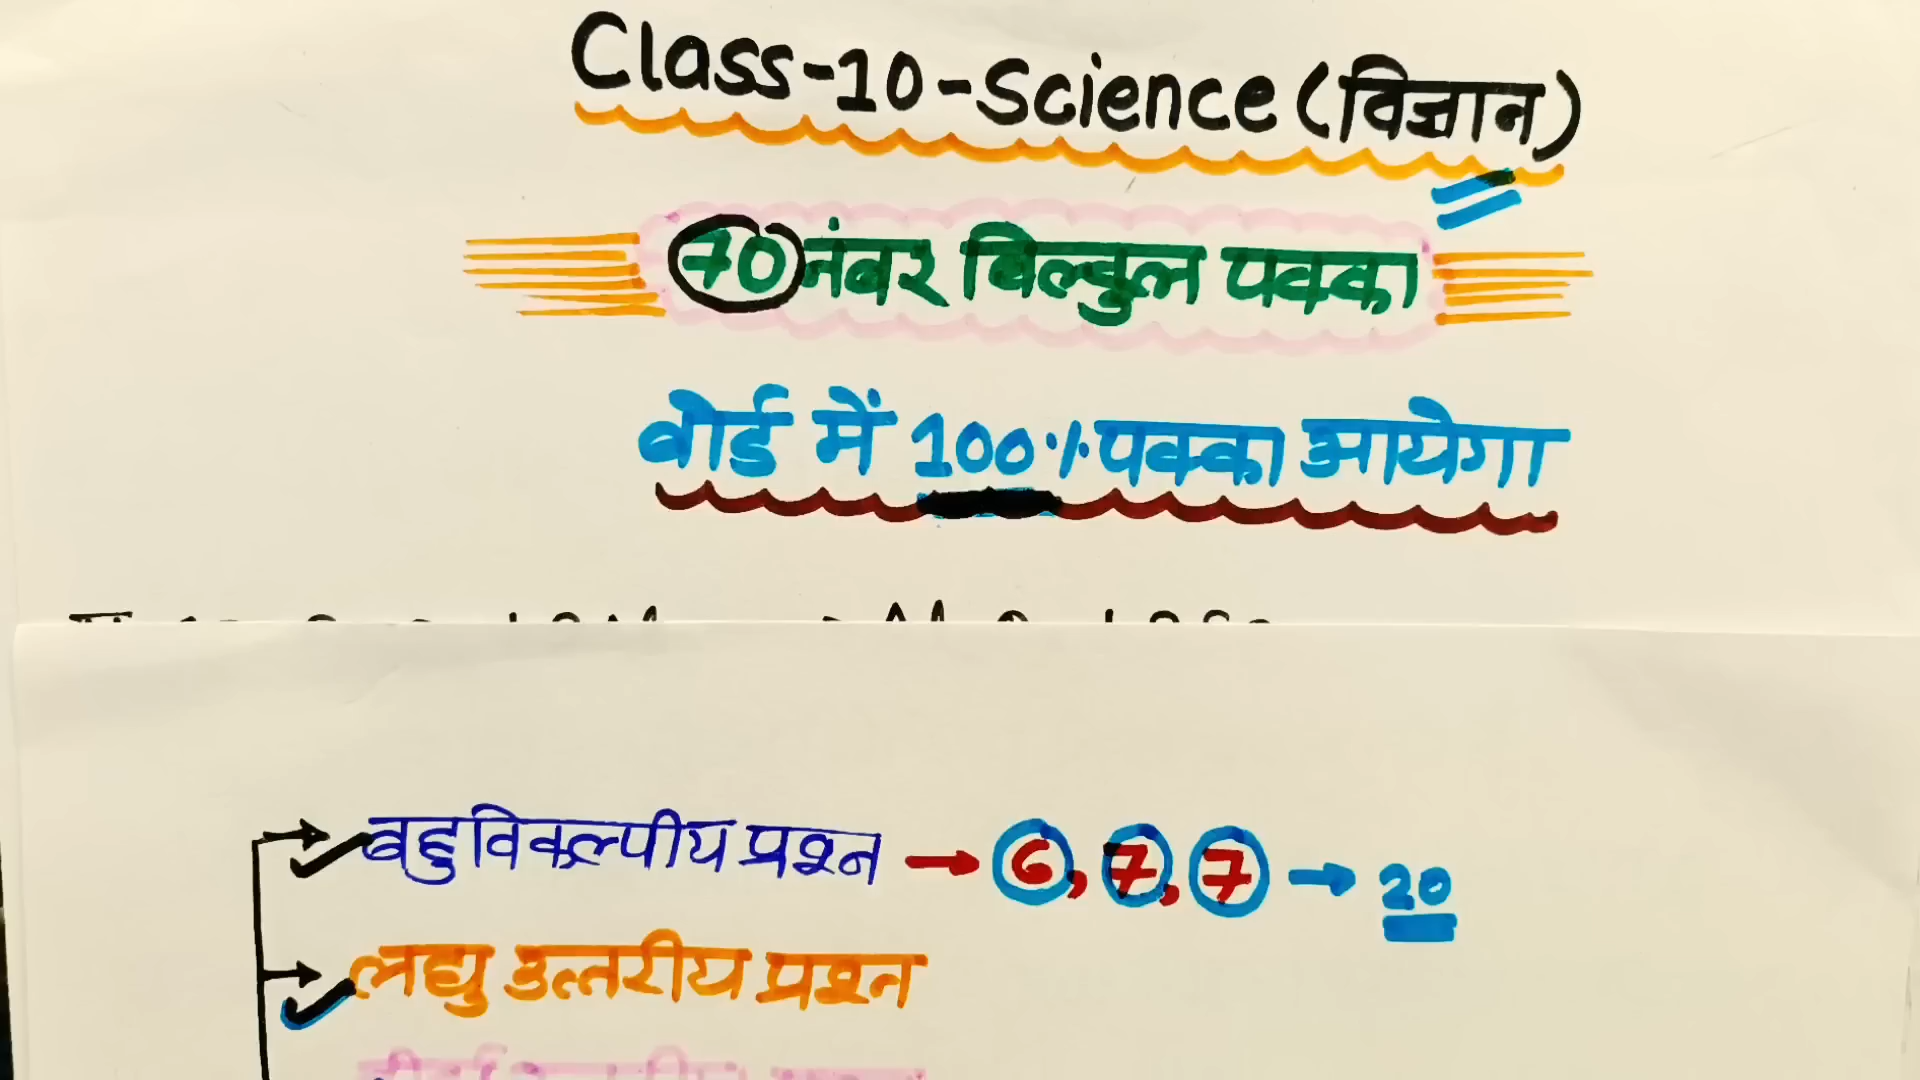 Class-10-Science (विज्ञान)
70 नंबर बिल्कुल पक्का
बोर्ड में 100% पक्का आयेगा
बहुविकल्पीय प्रश्न → 6, 7, 7 → 20
लघु उत्तरीय प्रश्न